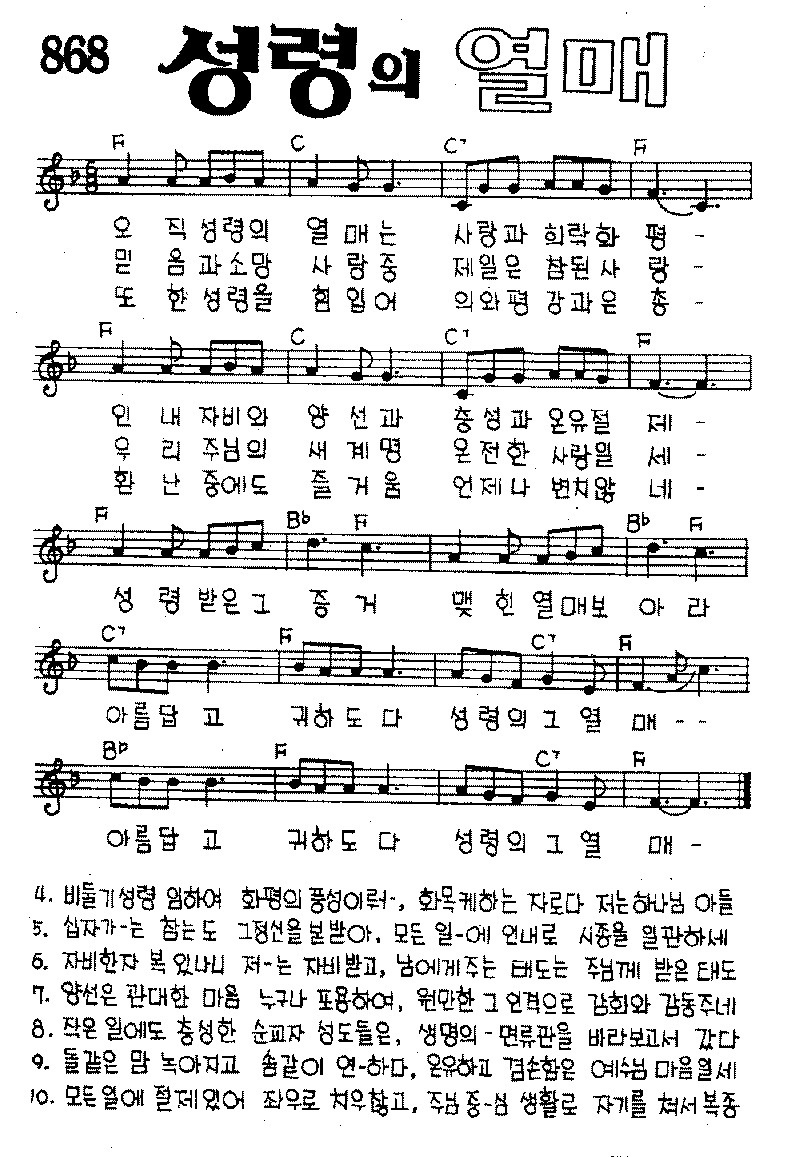 868 성령의 열매
F C C7 F
오 직 성령의 열 매 는 사랑과 희락화 평 -
믿 음 과소망 사 랑 중 제일은 참된사 랑 -
또 한 성령을 힘 입 어 의와평 강과은 총 -
F C C7 F
인 내 자비와 양 선 과 충성과 온유절 제 -
우 리 주님의 새 계 명 온전한 사랑일 세 -
환 난 중에도 즐 거 움 언제나 변치않 네 -
F Bb F Bb F
성 령 받은그 증 거 맺 힌 열매보 아 라
C7 F C7 F
아름답 고 귀하도 다 성령의 그 열 매 - -
Bb F C7 F
아름답 고 귀하도 다 성령의 그 열 매 -
4. 비둘기성령 임하여 화평의 풍성이뤄-, 화목케하는 자로다 저는하나님 아들
5. 십자가-는 참는도 그정신을 본받아, 모든 일-에 인내로 시종을 일관하세
6. 자비한자 복 있나니 저-는 자비받고, 남에게주는 태도는 주님께 받은 태도
7. 양선은 관대한 마음 누구나 포용하여, 원만한 그 인격으로 감화와 감동주네
8. 작은 일에도 충성한 순교자 성도들은, 생명의 - 면류관을 바라보고서 갔다
9. 돌같은 맘 녹아지고 솜같이 연-하다, 온유하고 겸손함은 예수님 마음일세
10. 모든일에 절제있어 좌우로 치우찮고, 주님 중-심 생활로 자기를 쳐서 복종